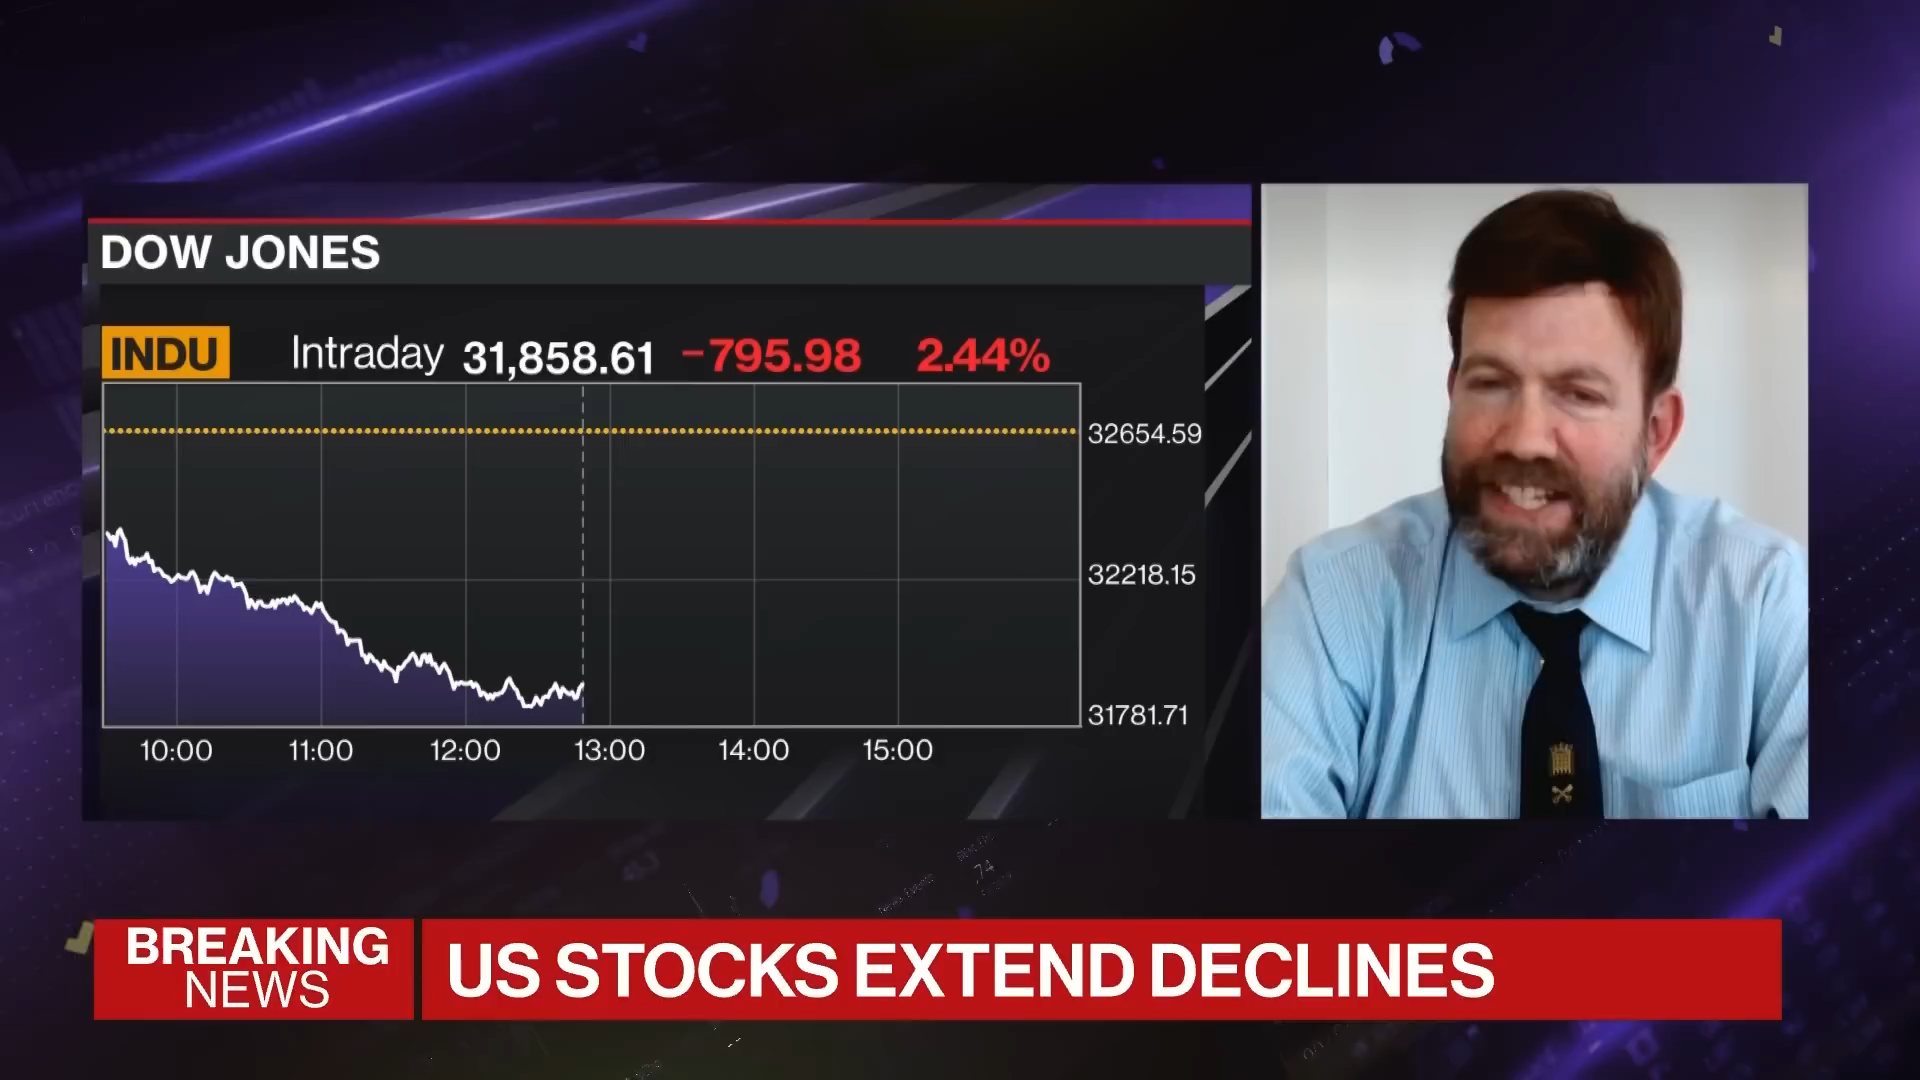 DOW JONES
INDU Intraday 31,858.61 -795.98 2.44%
32654.59
32218.15
31781.71
10:00 11:00 12:00 13:00 14:00 15:00
74
BREAKING
NEWS
US STOCKS EXTEND DECLINES